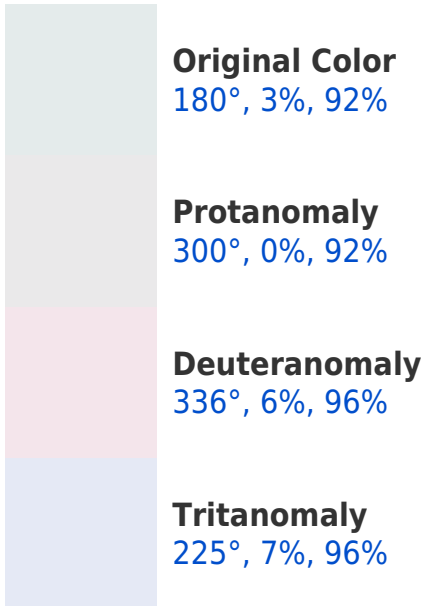 Original Color
180°, 3%, 92%
Protanomaly
300°, 0%, 92%
Deuteranomaly
336°, 6%, 96%
Tritanomaly
225°, 7%, 96%